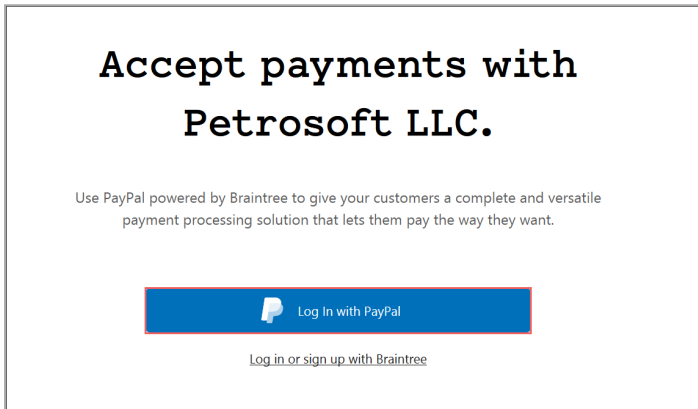 Accept payments with
Petrosoft LLC.
Use PayPal powered by Braintree to give your customers a complete and versatile
payment processing solution that lets them pay the way they want.
Log In with PayPal
Log in or sign up with Braintree